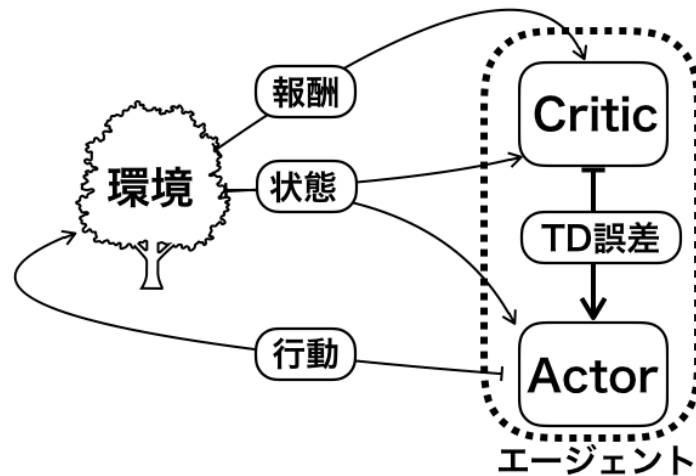 報酬
Critic
環境
状態
TD誤差
行動
Actor
エージェント